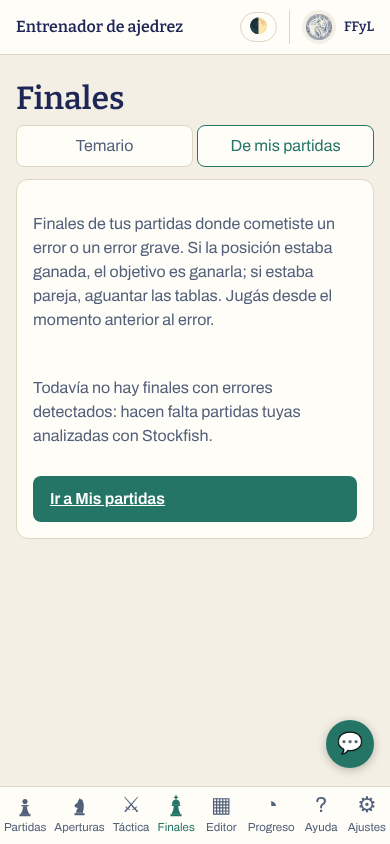 Entrenador de ajedrez
FFyL
Finales
Temario
De mis partidas
Finales de tus partidas donde cometiste un
error o un error grave. Si la posición estaba
ganada, el objetivo es ganarla; si estaba
pareja, aguantar las tablas. Jugás desde el
momento anterior al error.
Todavía no hay finales con errores
detectados: hacen falta partidas tuyas
analizadas con Stockfish.
Ir a Mis partidas
Partidas
Aperturas
Táctica
Finales
Editor
Progreso
?
Ayuda
Ajustes